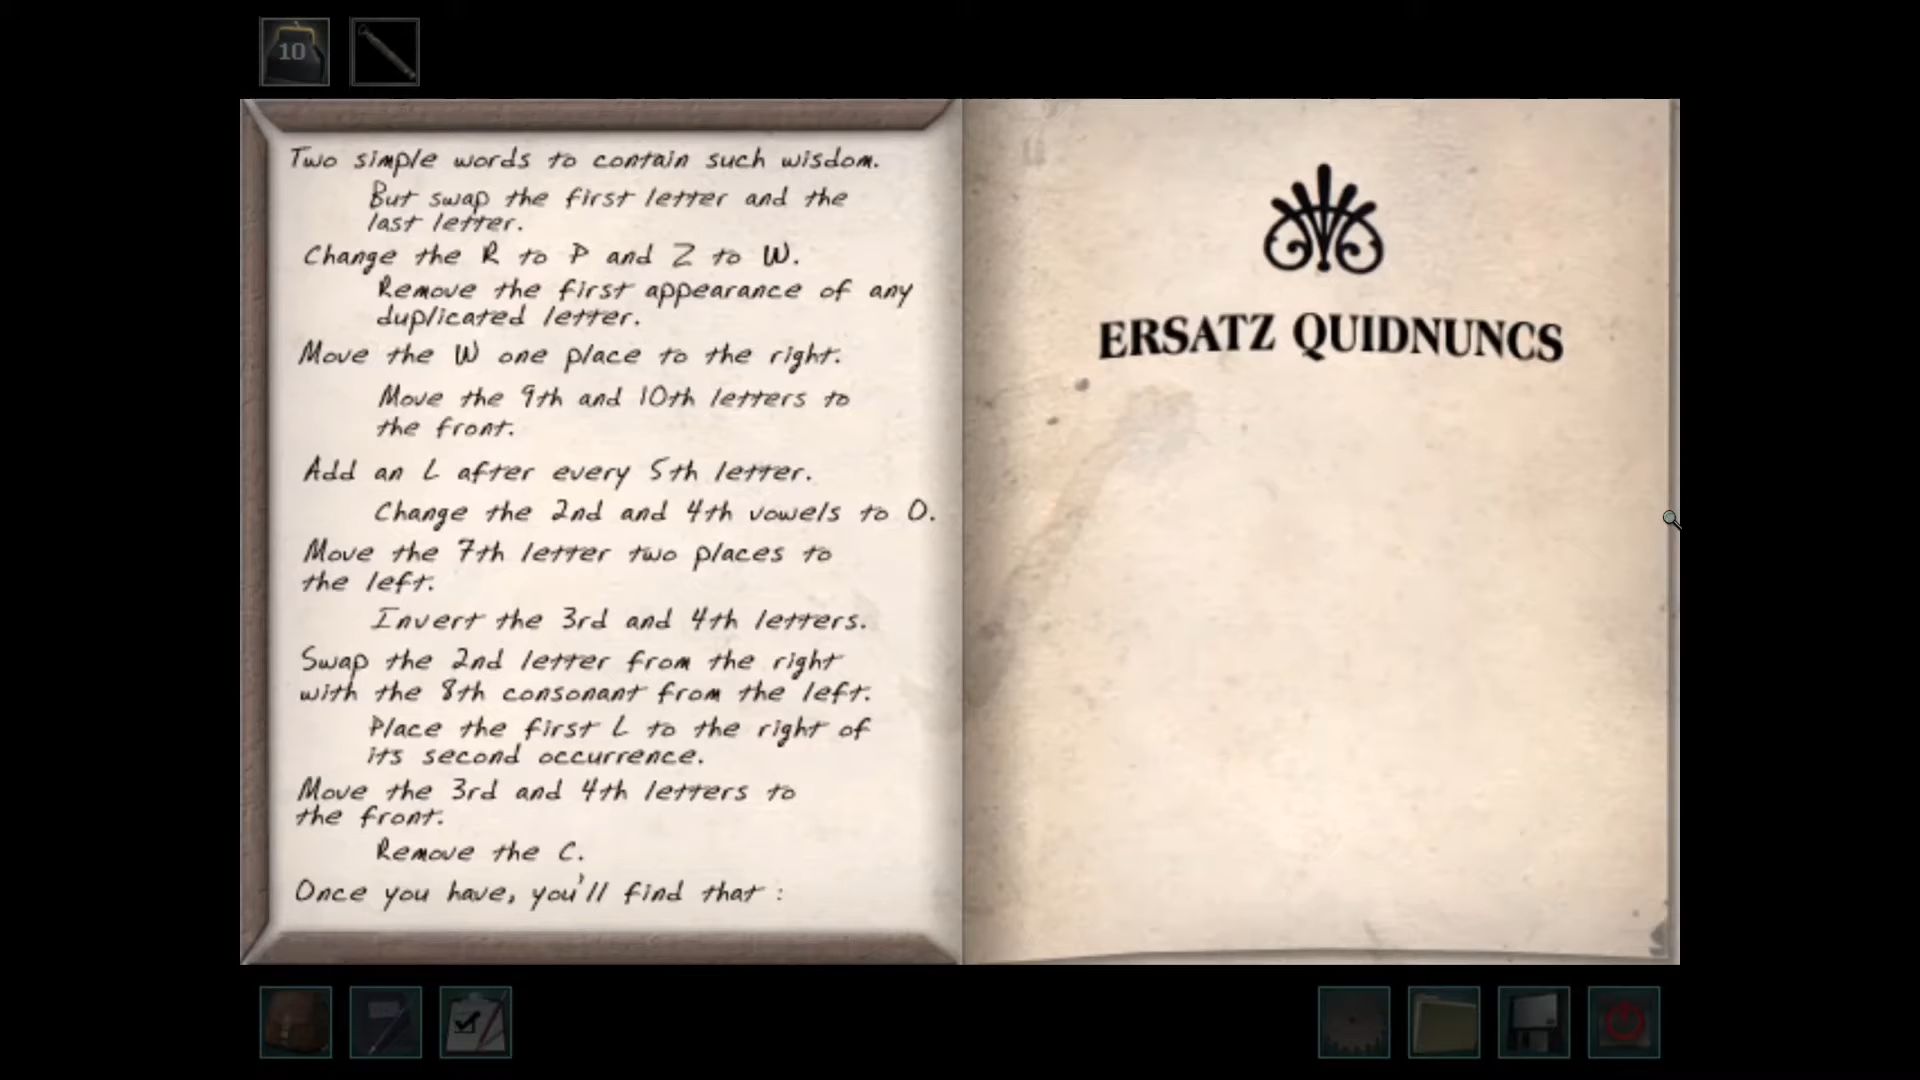 10
Two simple words to contain such wisdom.
But swap the first letter and the
last letter.
Change the R to P and Z to W.
Remove the first appearance of any
duplicated letter.
Move the W one place to the right.
Move the 9th and 10th letters to
the front.
Add an L after every 5th letter.
Change the 2nd and 4th vowels to O.
Move the 7th letter two places to
the left.
Invert the 3rd and 4th letters.
Swap the 2nd letter from the right
with the 8th consonant from the left.
Place the first L to the right of
its second occurrence.
Move the 3rd and 4th letters to
the front.
Remove the C.
Once you have, you'll find that :
ERSATZ QUIDNUNCS